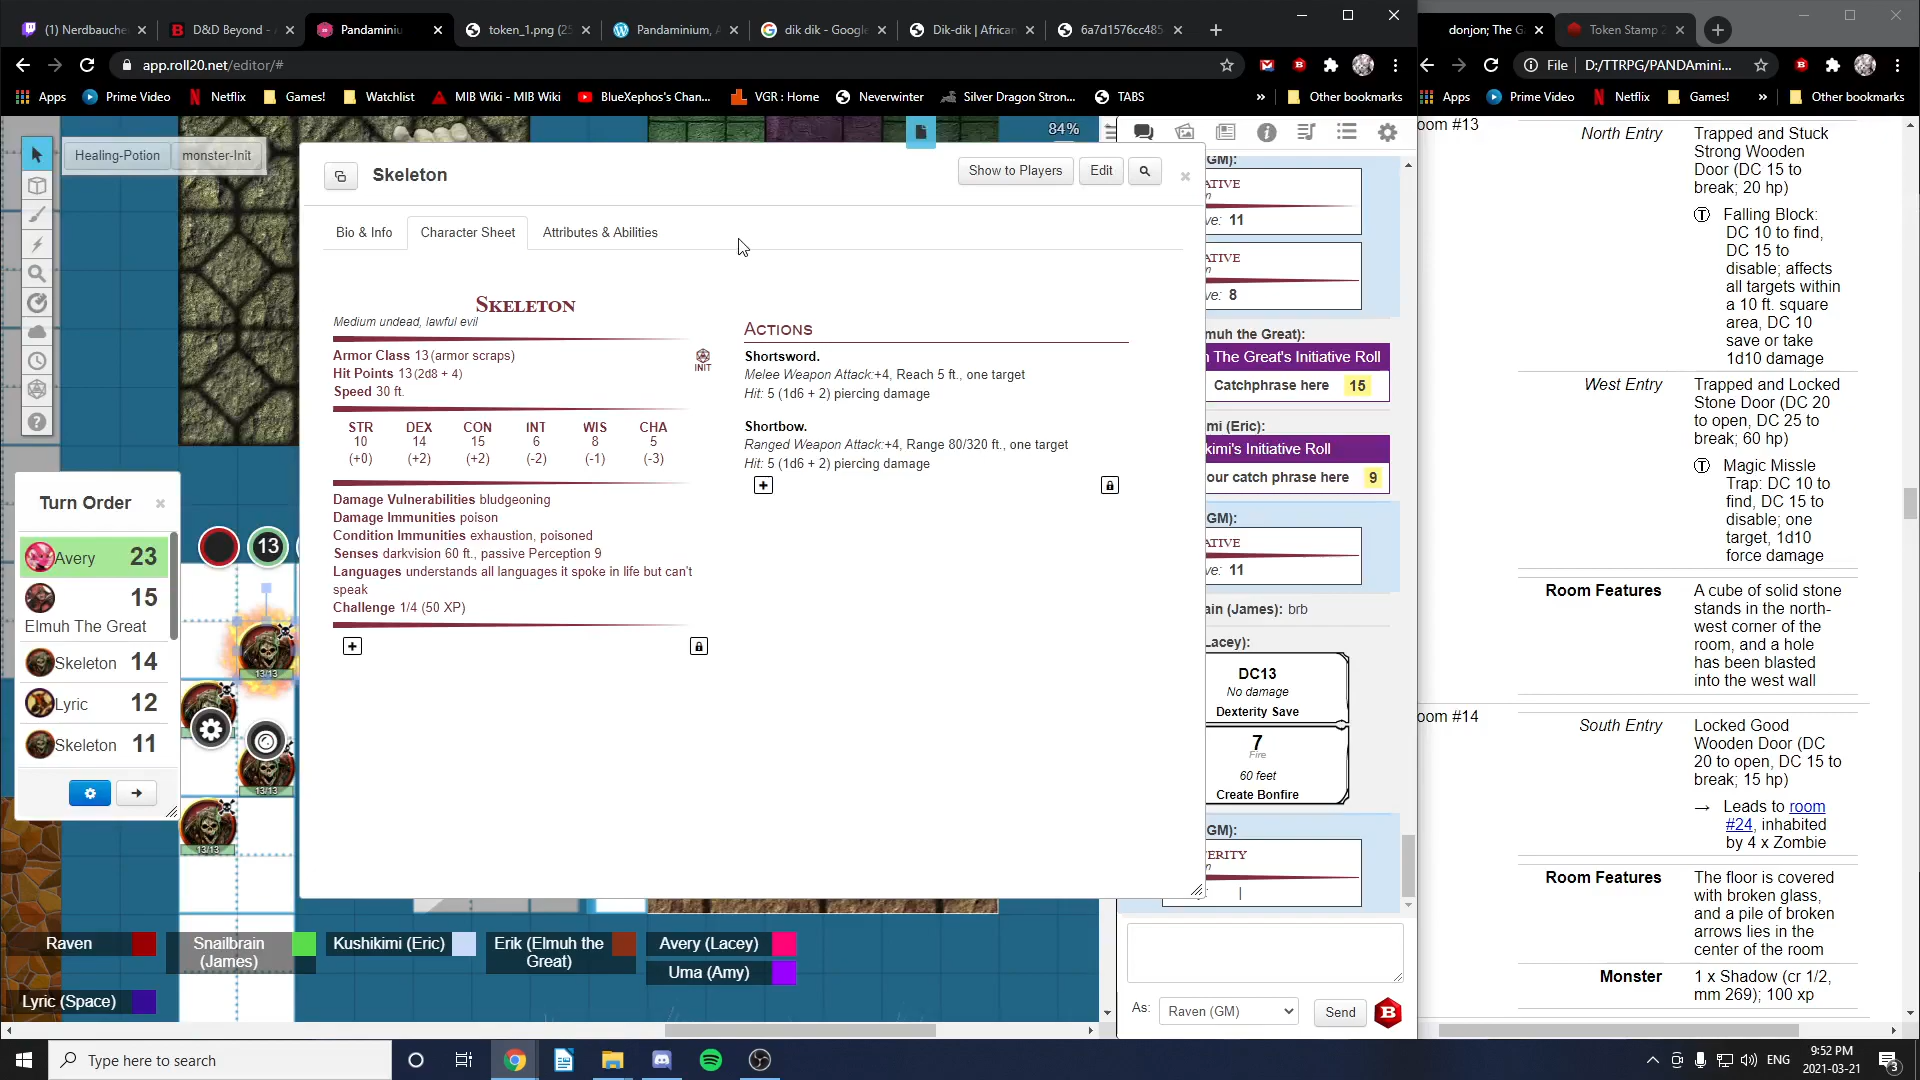 (1) Nerdbauche
D&D Beyond -
Pandaminiu
token_1.png (25
Pandaminium, A
dik dik - Google
Dik-dik | African
6a7d1576cc485
donjon; The G
Token Stamp 2
app.roll20.net/editor/#
File
D:/TTRPG/PANDAmini...
Apps
Prime Video
Netflix
Games!
Watchlist
MIB Wiki - MIB Wiki
BlueXephos's Chan...
VGR : Home
Neverwinter
Silver Dragon Stron...
TABS
»
Other bookmarks
Apps
Prime Video
Netflix
Games!
»
Other bookmarks
Healing-Potion
monster-Init
84%
Skeleton
Show to Players
Edit
Bio & Info
Character Sheet
Attributes & Abilities
Skeleton
Medium undead, lawful evil
Armor Class 13 (armor scraps)
Hit Points 13 (2d8 + 4)
Speed 30 ft.
INIT
STR DEX CON INT WIS CHA
10 14 15 6 8 5
(+0) (+2) (+2) (-2) (-1) (-3)
Damage Vulnerabilities bludgeoning
Damage Immunities poison
Condition Immunities exhaustion, poisoned
Senses darkvision 60 ft., passive Perception 9
Languages understands all languages it spoke in life but can't
speak
Challenge 1/4 (50 XP)
Actions
Shortsword.
Melee Weapon Attack:+4, Reach 5 ft., one target
Hit: 5 (1d6 + 2) piercing damage
Shortbow.
Ranged Weapon Attack:+4, Range 80/320 ft., one target
Hit: 5 (1d6 + 2) piercing damage
Turn Order
Avery 23
15
Elmuh The Great
Skeleton 14
Lyric 12
Skeleton 11
13
13/13
13/13
13/13
GM):
ATIVE
ve: 11
ATIVE
ve: 8
lmuh the Great):
h The Great's Initiative Roll
Catchphrase here 15
mi (Eric):
kimi's Initiative Roll
our catch phrase here 9
GM):
ATIVE
ve: 11
ain (James): brb
Lacey):
DC13
No damage
Dexterity Save
7
Fire
60 feet
Create Bonfire
GM):
ERITY
As:
Raven (GM)
Send
Raven
Snailbrain
(James)
Kushikimi (Eric)
Erik (Elmuh the
Great)
Avery (Lacey)
Uma (Amy)
Lyric (Space)
oom #13
North Entry
Trapped and Stuck
Strong Wooden
Door (DC 15 to
break; 20 hp)
T Falling Block:
DC 10 to find,
DC 15 to
disable; affects
all targets within
a 10 ft. square
area, DC 10
save or take
1d10 damage
West Entry
Trapped and Locked
Stone Door (DC 20
to open, DC 25 to
break; 60 hp)
T Magic Missle
Trap: DC 10 to
find, DC 15 to
disable; one
target, 1d10
force damage
Room Features
A cube of solid stone
stands in the north-
west corner of the
room, and a hole
has been blasted
into the west wall
oom #14
South Entry
Locked Good
Wooden Door (DC
20 to open, DC 15 to
break; 15 hp)
→ Leads to room
#24, inhabited
by 4 x Zombie
Room Features
The floor is covered
with broken glass,
and a pile of broken
arrows lies in the
center of the room
Monster
1 x Shadow (cr 1/2,
mm 269); 100 xp
Type here to search
ENG
9:52 PM
2021-03-21
3